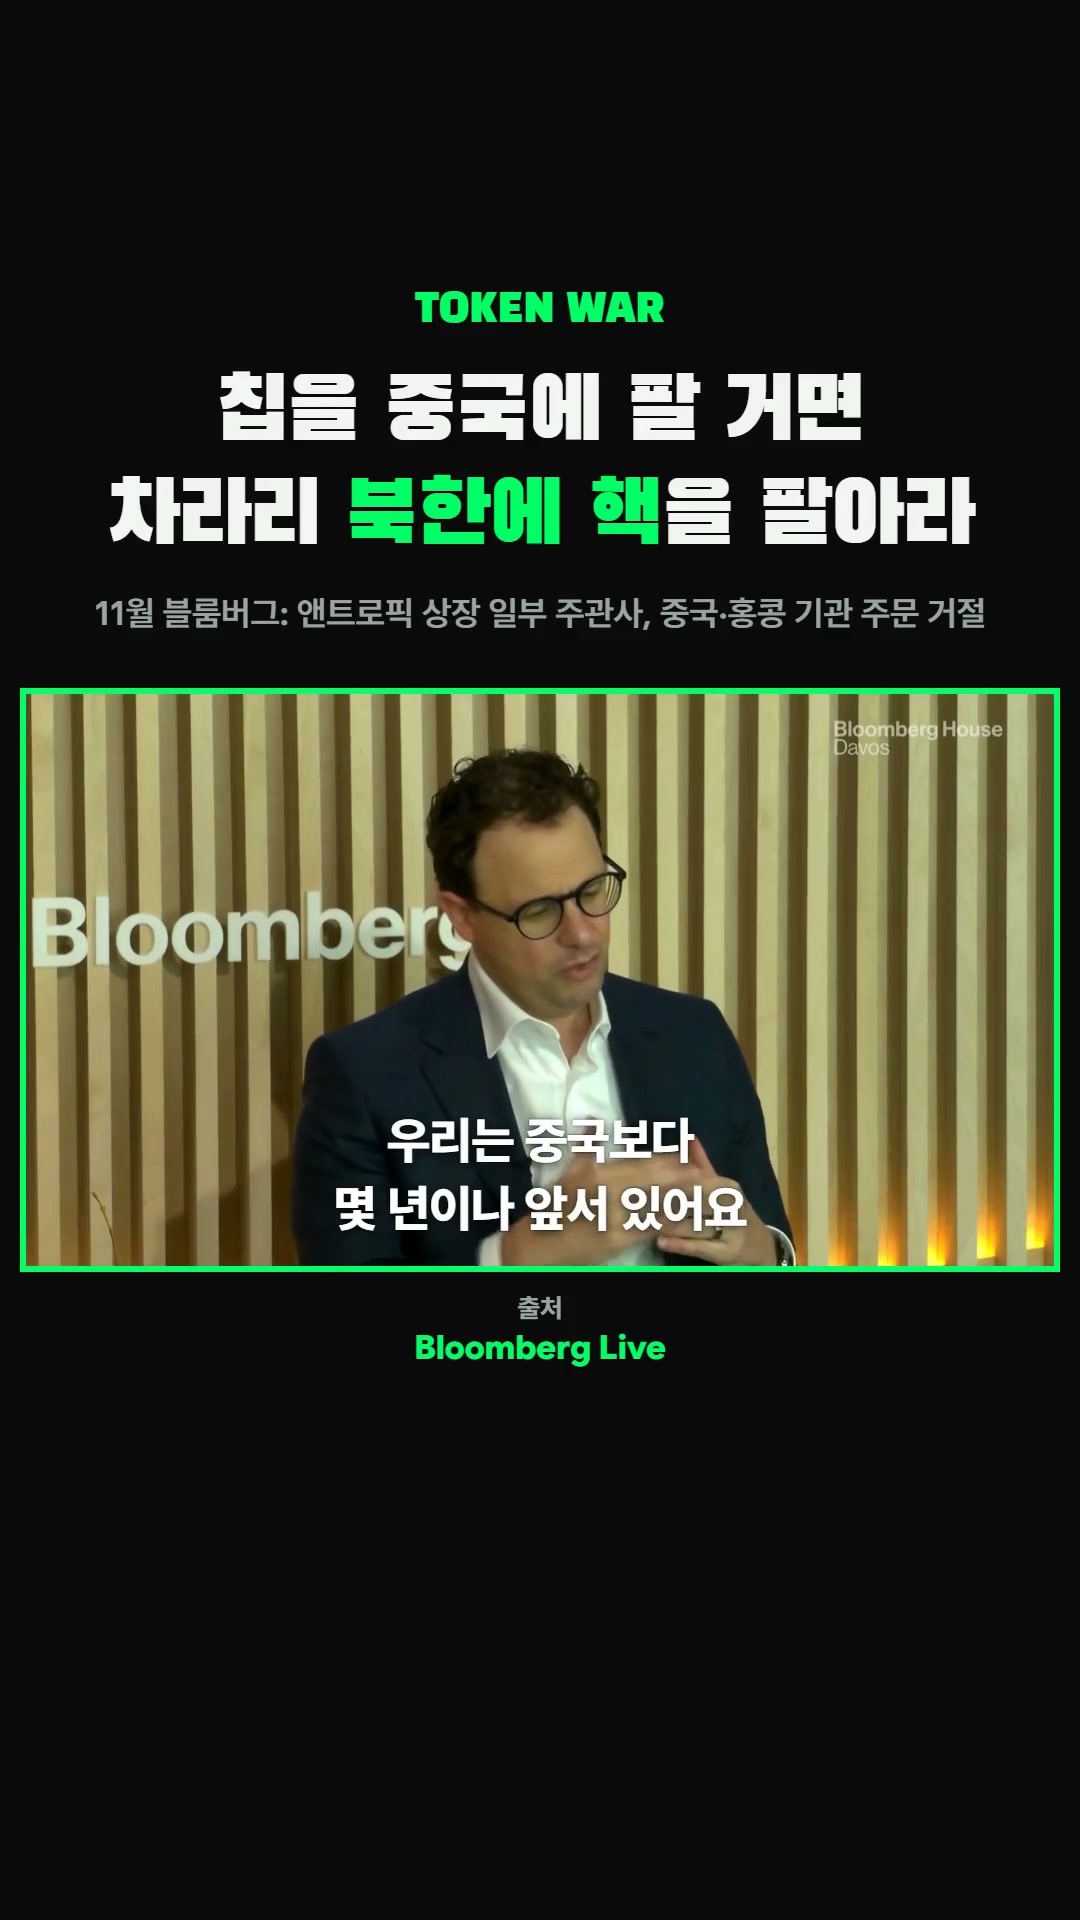 TOKEN WAR
칩을 중국에 팔 거면
차라리 북한에 핵을 팔아라
11월 블룸버그: 앤트로픽 상장 일부 주관사, 중국·홍콩 기관 주문 거절
Bloomberg House
Davos
Bloomberg
우리는 중국보다
몇 년이나 앞서 있어요
출처
Bloomberg Live